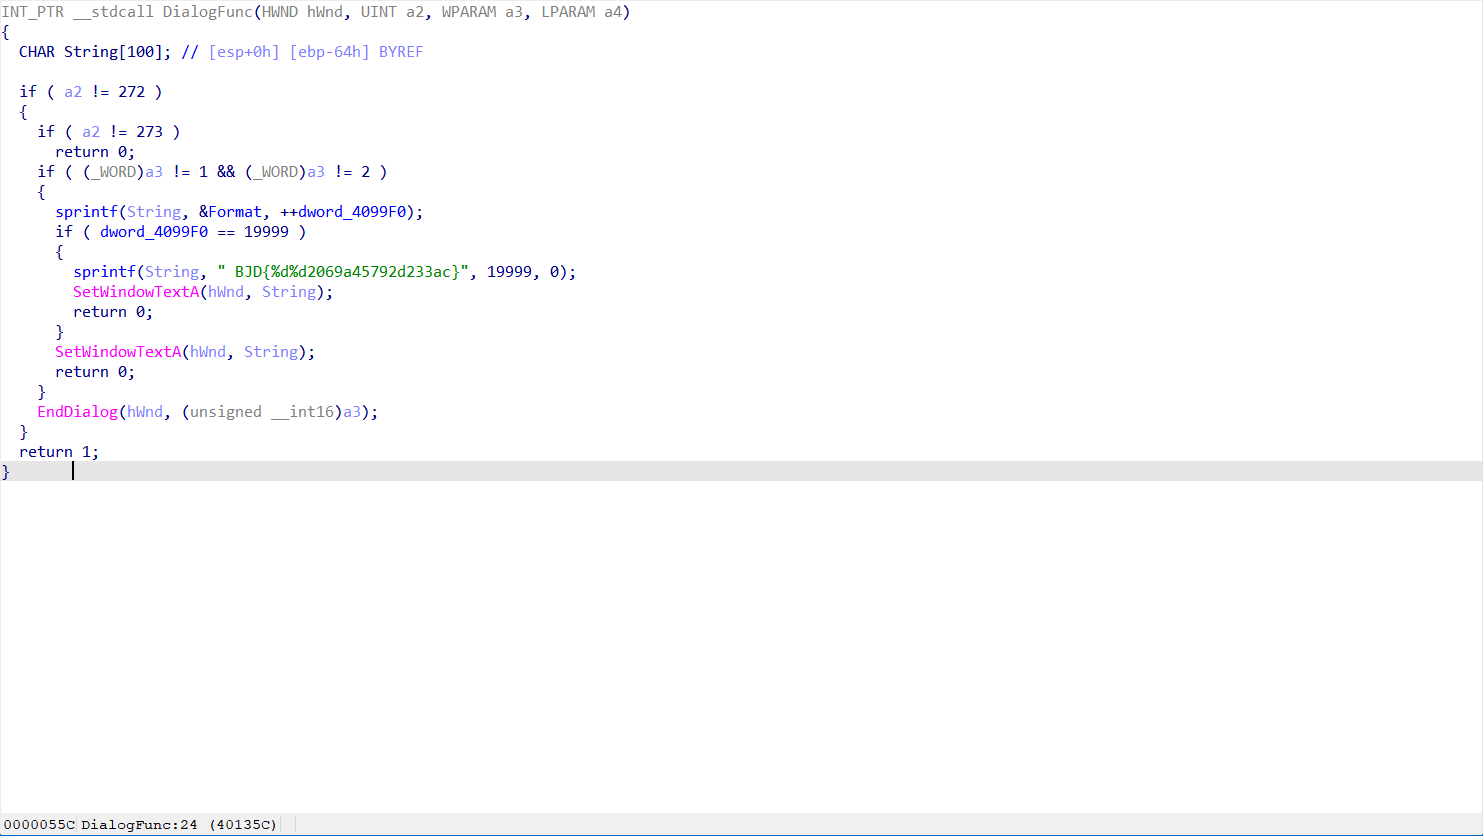 INT_PTR __stdcall DialogFunc(HWND hWnd, UINT a2, WPARAM a3, LPARAM a4)
{
  CHAR String[100]; // [esp+0h] [ebp-64h] BYREF

  if ( a2 != 272 )
  {
    if ( a2 != 273 )
      return 0;
    if ( (_WORD)a3 != 1 && (_WORD)a3 != 2 )
    {
      sprintf(String, &Format, ++dword_4099F0);
      if ( dword_4099F0 == 19999 )
      {
        sprintf(String, " BJD{%d%d2069a45792d233ac}", 19999, 0);
        SetWindowTextA(hWnd, String);
        return 0;
      }
      SetWindowTextA(hWnd, String);
      return 0;
    }
    EndDialog(hWnd, (unsigned __int16)a3);
  }
  return 1;
}
0000055C DialogFunc:24 (40135C)